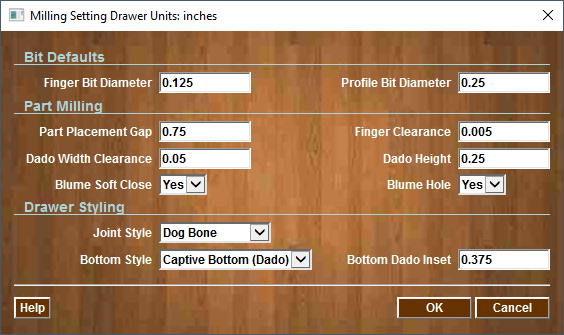 Milling Setting Drawer Units: inches
Bit Defaults
Finger Bit Diameter 0.125 Profile Bit Diameter 0.25
Part Milling
Part Placement Gap 0.75 Finger Clearance 0.005
Dado Width Clearance 0.05 Dado Height 0.25
Blume Soft Close Yes Blume Hole Yes
Drawer Styling
Joint Style Dog Bone
Bottom Style Captive Bottom (Dado) Bottom Dado Inset 0.375
Help OK Cancel